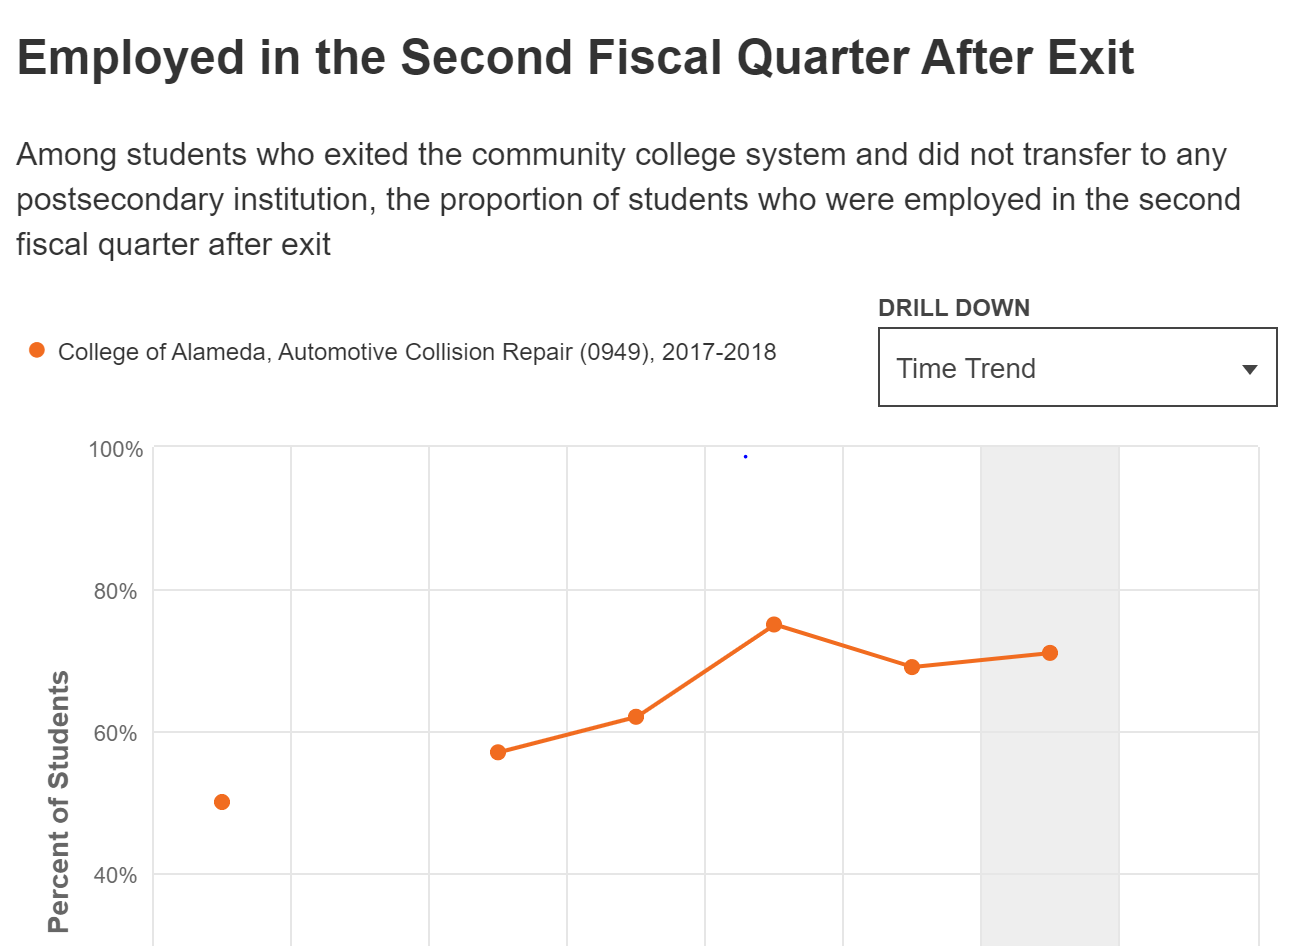 Employed in the Second Fiscal Quarter After Exit
Among students who exited the community college system and did not transfer to any
postsecondary institution, the proportion of students who were employed in the second
fiscal quarter after exit
DRILL DOWN
College of Alameda, Automotive Collision Repair (0949), 2017-2018
Time Trend
100%
80%
60%
40%
Percent of Students